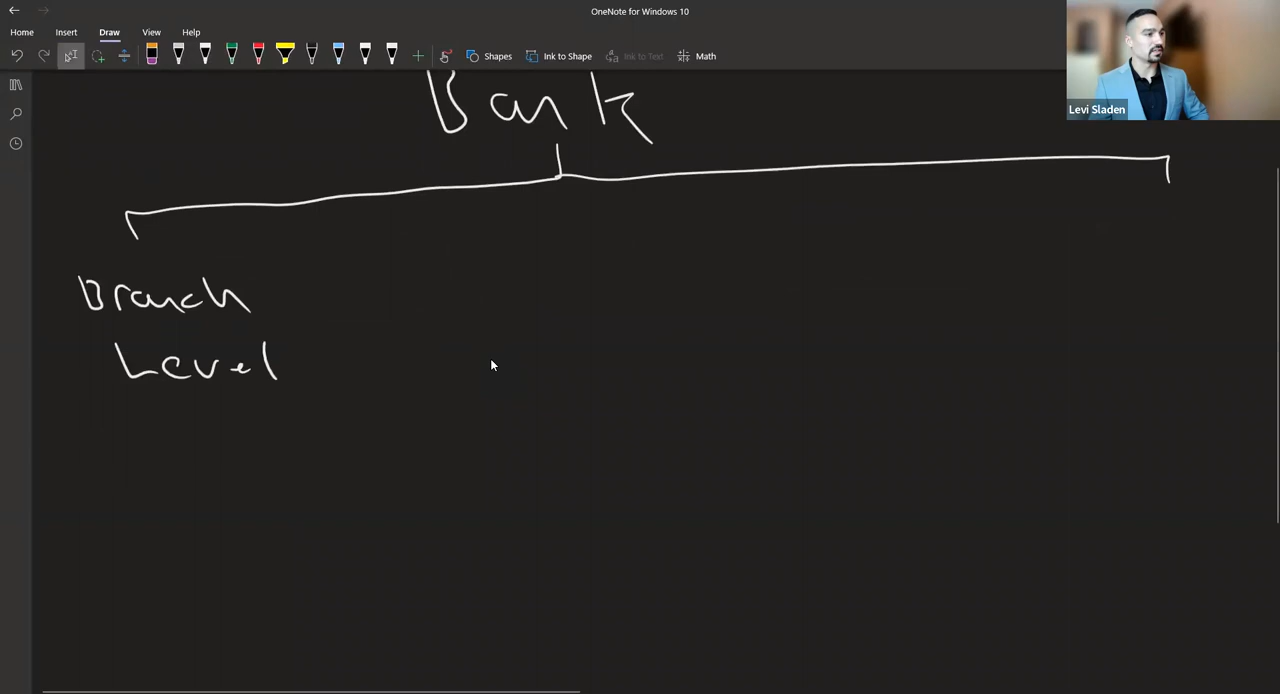 OneNote for Windows 10
Home Insert Draw View Help
Shapes Ink to Shape Ink to Text Math
Levi Sladen
Bank
Branch
Level